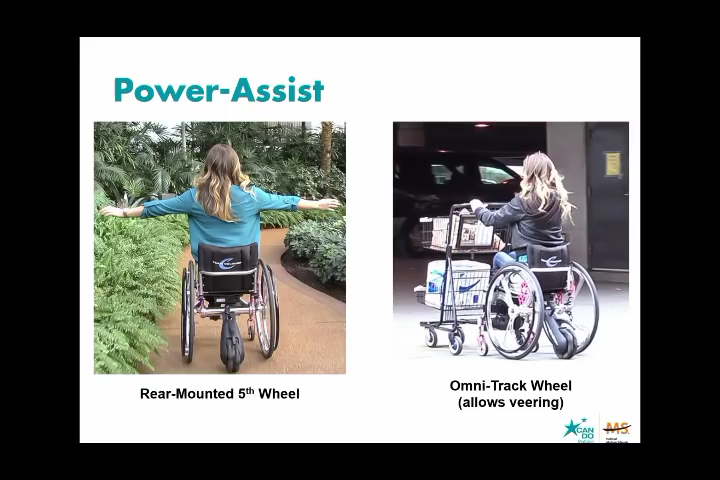 Power-Assist
Rear-Mounted 5th Wheel
Omni-Track Wheel
(allows veering)
CAN
DO
MS